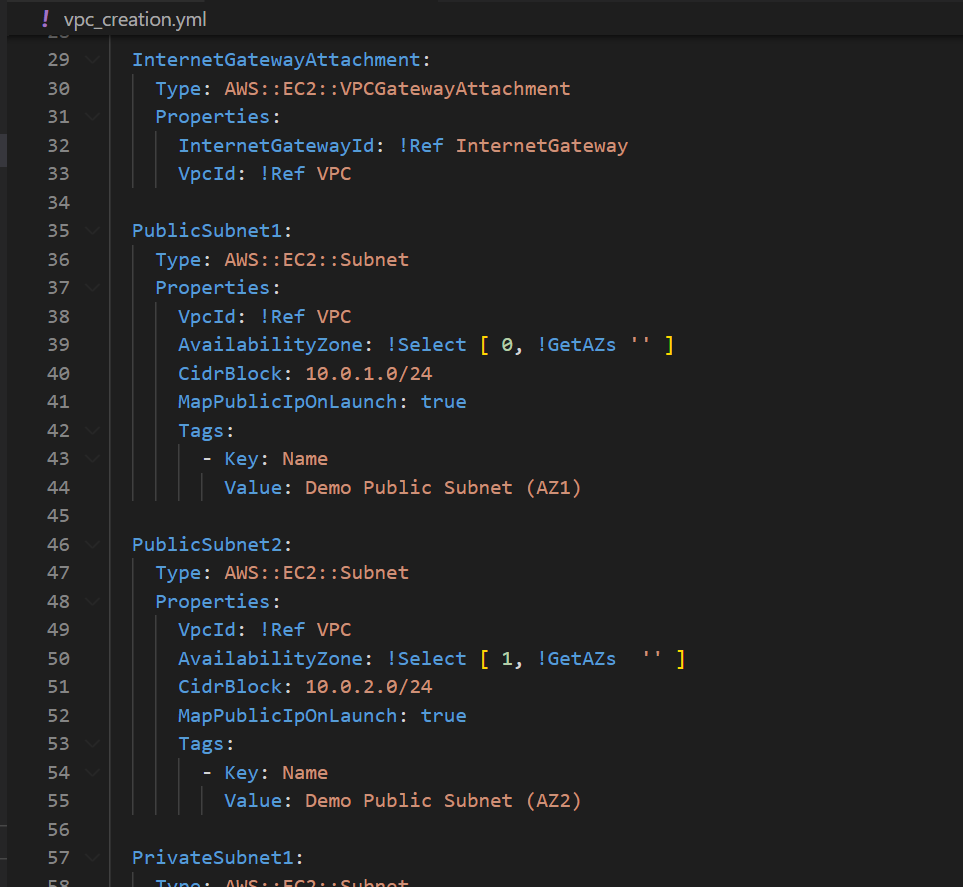 ! vpc_creation.yml
28
29 InternetGatewayAttachment:
30 Type: AWS::EC2::VPCGatewayAttachment
31 Properties:
32 InternetGatewayId: !Ref InternetGateway
33 VpcId: !Ref VPC
34
35 PublicSubnet1:
36 Type: AWS::EC2::Subnet
37 Properties:
38 VpcId: !Ref VPC
39 AvailabilityZone: !Select [ 0, !GetAZs '' ]
40 CidrBlock: 10.0.1.0/24
41 MapPublicIpOnLaunch: true
42 Tags:
43 - Key: Name
44 Value: Demo Public Subnet (AZ1)
45
46 PublicSubnet2:
47 Type: AWS::EC2::Subnet
48 Properties:
49 VpcId: !Ref VPC
50 AvailabilityZone: !Select [ 1, !GetAZs  '' ]
51 CidrBlock: 10.0.2.0/24
52 MapPublicIpOnLaunch: true
53 Tags:
54 - Key: Name
55 Value: Demo Public Subnet (AZ2)
56
57 PrivateSubnet1:
58 Type: AWS::EC2::Subnet